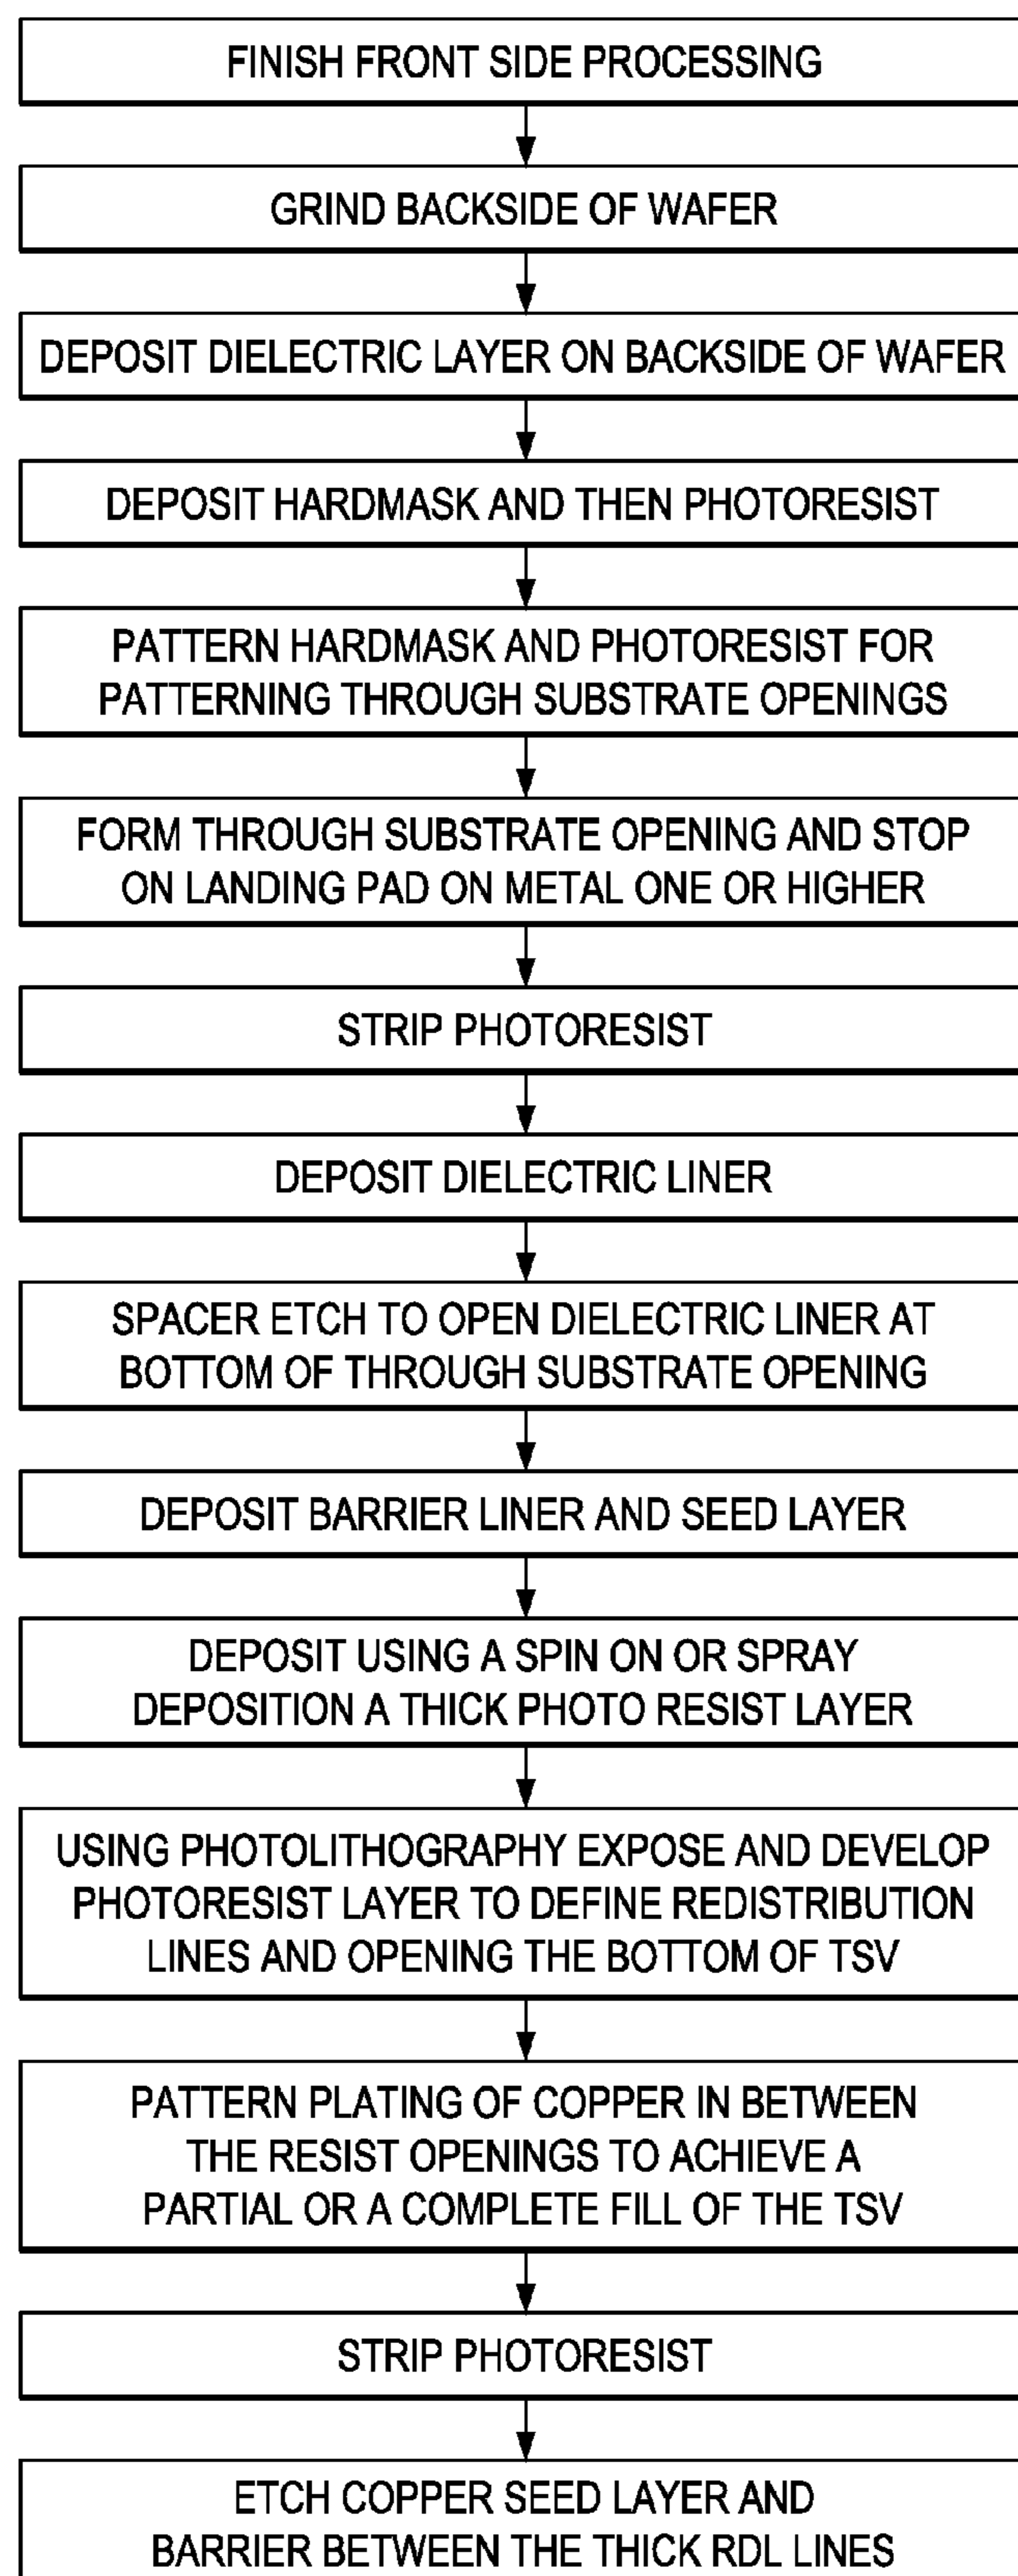 FINISH FRONT SIDE PROCESSING
GRIND BACKSIDE OF WAFER
DEPOSIT DIELECTRIC LAYER ON BACKSIDE OF WAFER
DEPOSIT HARDMASK AND THEN PHOTORESIST
PATTERN HARDMASK AND PHOTORESIST FOR
PATTERNING THROUGH SUBSTRATE OPENINGS
FORM THROUGH SUBSTRATE OPENING AND STOP
ON LANDING PAD ON METAL ONE OR HIGHER
STRIP PHOTORESIST
DEPOSIT DIELECTRIC LINER
SPACER ETCH TO OPEN DIELECTRIC LINER AT
BOTTOM OF THROUGH SUBSTRATE OPENING
DEPOSIT BARRIER LINER AND SEED LAYER
DEPOSIT USING A SPIN ON OR SPRAY
DEPOSITION A THICK PHOTO RESIST LAYER
USING PHOTOLITHOGRAPHY EXPOSE AND DEVELOP
PHOTORESIST LAYER TO DEFINE REDISTRIBUTION
LINES AND OPENING THE BOTTOM OF TSV
PATTERN PLATING OF COPPER IN BETWEEN
THE RESIST OPENINGS TO ACHIEVE A
PARTIAL OR A COMPLETE FILL OF THE TSV
STRIP PHOTORESIST
ETCH COPPER SEED LAYER AND
BARRIER BETWEEN THE THICK RDL LINES